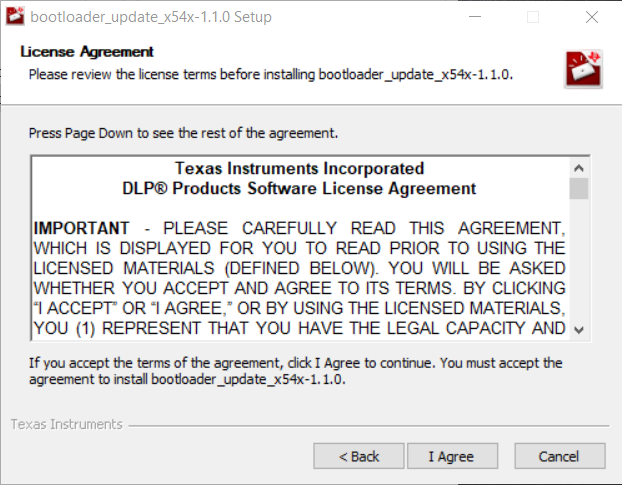 bootloader_update_x54x-1.1.0 Setup
License Agreement
Please review the license terms before installing bootloader_update_x54x-1.1.0.
Press Page Down to see the rest of the agreement.
Texas Instruments Incorporated
DLP® Products Software License Agreement
IMPORTANT - PLEASE CAREFULLY READ THIS AGREEMENT,
WHICH IS DISPLAYED FOR YOU TO READ PRIOR TO USING THE
LICENSED MATERIALS (DEFINED BELOW). YOU WILL BE ASKED
WHETHER YOU ACCEPT AND AGREE TO ITS TERMS. BY CLICKING
“I ACCEPT” OR “I AGREE,” OR BY USING THE LICENSED MATERIALS,
YOU (1) REPRESENT THAT YOU HAVE THE LEGAL CAPACITY AND
If you accept the terms of the agreement, click I Agree to continue. You must accept the
agreement to install bootloader_update_x54x-1.1.0.
Texas Instruments
< Back
I Agree
Cancel